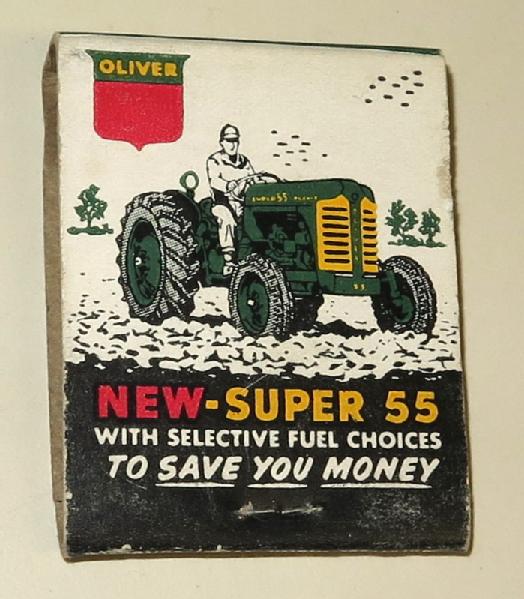 OLIVER
NEW-SUPER 55
WITH SELECTIVE FUEL CHOICES
TO SAVE YOU MONEY